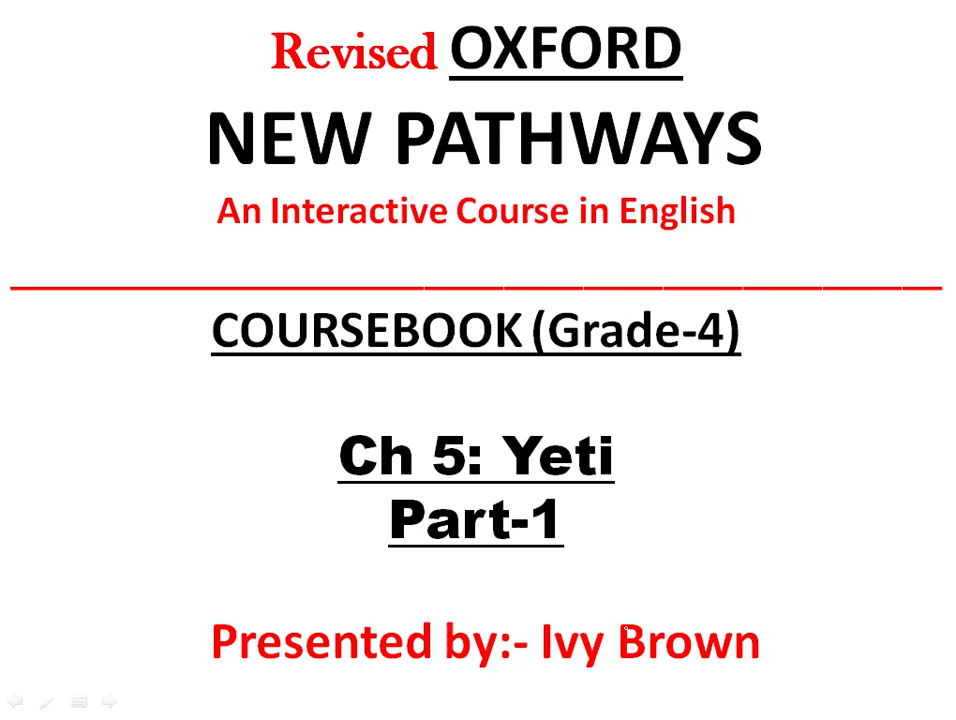 Revised OXFORD
NEW PATHWAYS
An Interactive Course in English
COURSEBOOK (Grade-4)
Ch 5: Yeti
Part-1
Presented by:- Ivy Brown